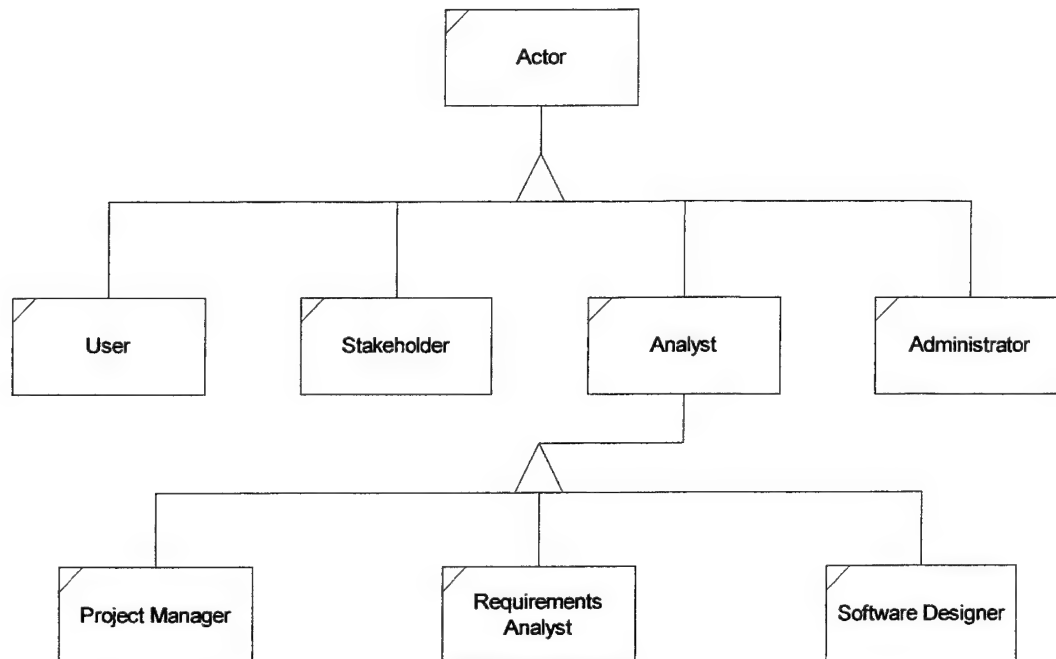 Actor
User
Stakeholder
Analyst
Administrator
Project Manager
Requirements
Analyst
Software Designer